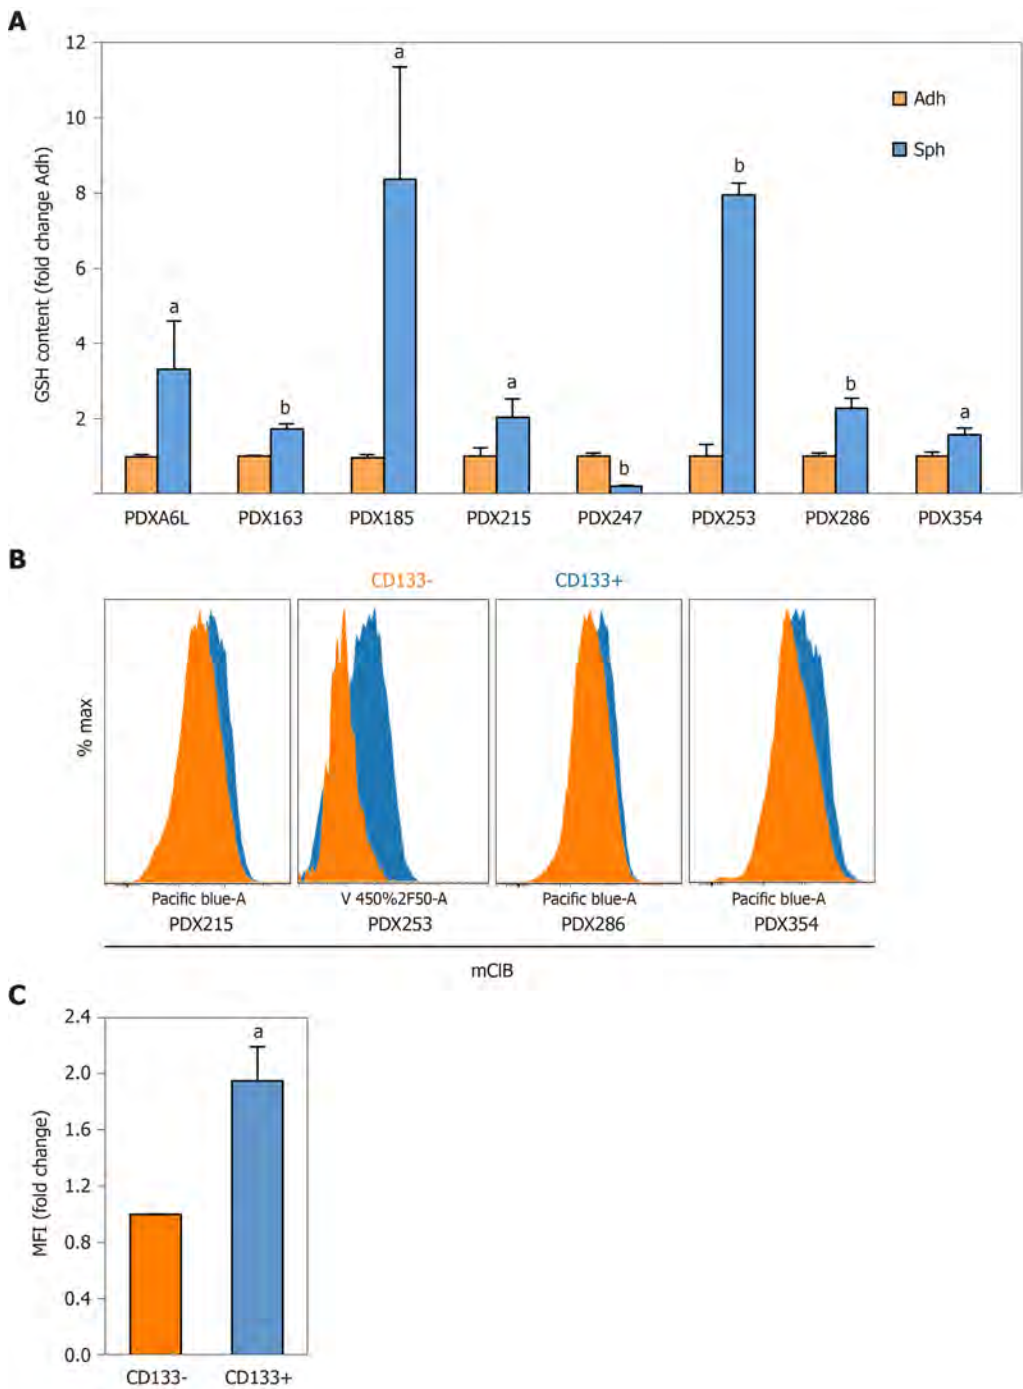 A
12
10
8
6
4
2
GSH content (fold change Adh)
Adh
Sph
a
b
a
a
b
b
b
a
PDXA6L PDX163 PDX185 PDX215 PDX247 PDX253 PDX286 PDX354
B
CD133- CD133+
% max
Pacific blue-A V 450%2F50-A Pacific blue-A Pacific blue-A
PDX215 PDX253 PDX286 PDX354
mClB
C
2.4
2.0
1.6
1.2
0.8
0.4
0.0
MFI (fold change)
a
CD133- CD133+